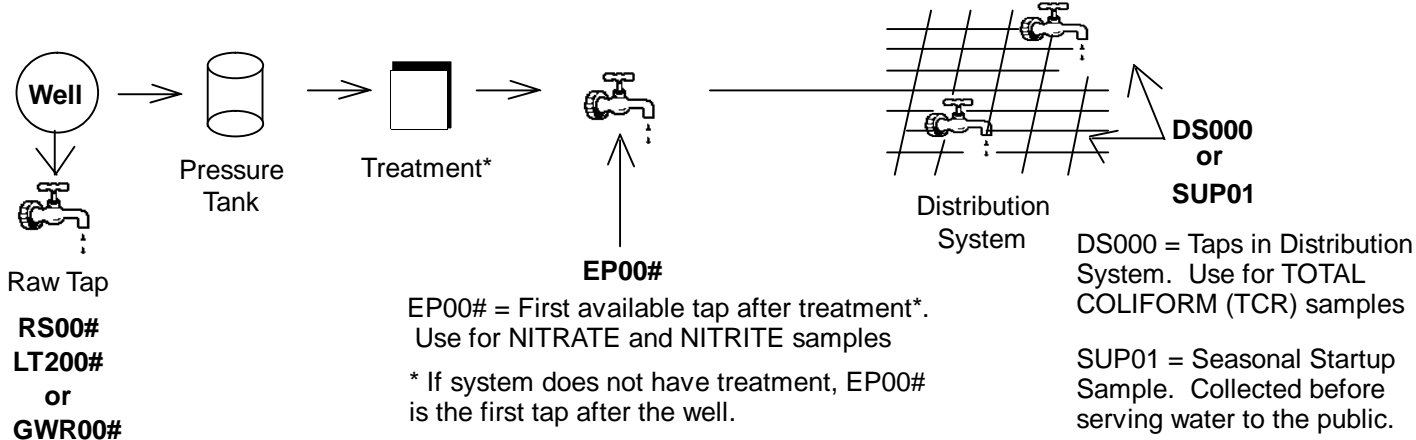 Well
Pressure
Tank
Treatment*
Raw Tap
RS00#
LT200#
or
GWR00#
EP00#
EP00# = First available tap after treatment*.
Use for NITRATE and NITRITE samples
* If system does not have treatment, EP00#
is the first tap after the well.
Distribution
System
DS000
or
SUP01
DS000 = Taps in Distribution
System. Use for TOTAL
COLIFORM (TCR) samples
SUP01 = Seasonal Startup
Sample. Collected before
serving water to the public.